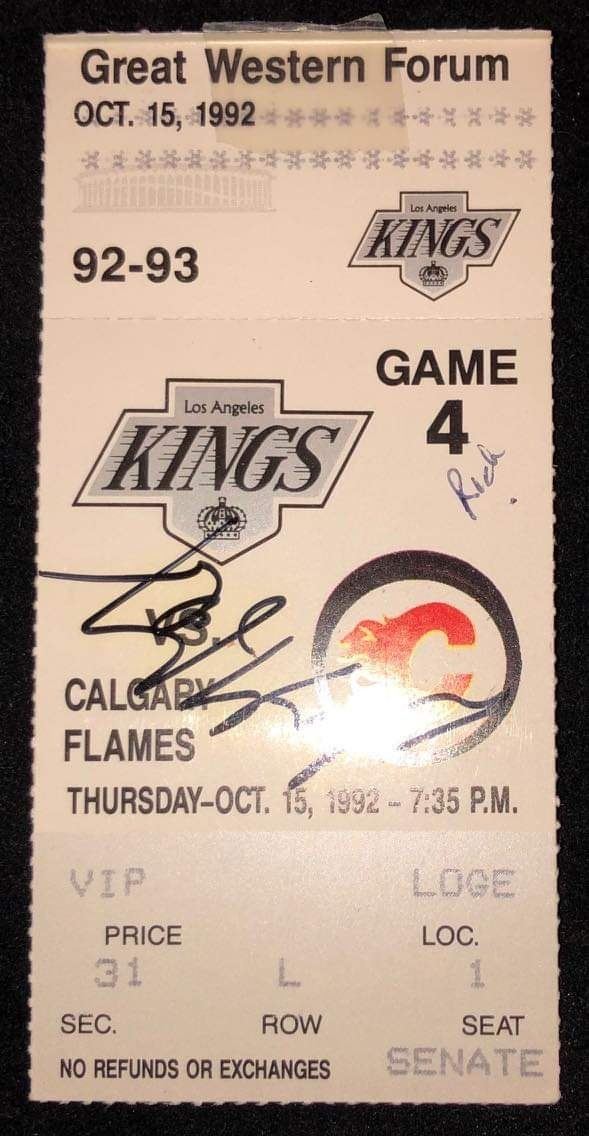 Great Western Forum
OCT. 15, 1992
Los Angeles
KINGS
92-93
GAME
4
Los Angeles
KINGS
Rich
VS.
CALGARY
FLAMES
C
THURSDAY-OCT. 15, 1992 - 7:35 P.M.
VIP LOGE
PRICE LOC.
31 L 1
SEC. ROW SEAT
NO REFUNDS OR EXCHANGES SENATE